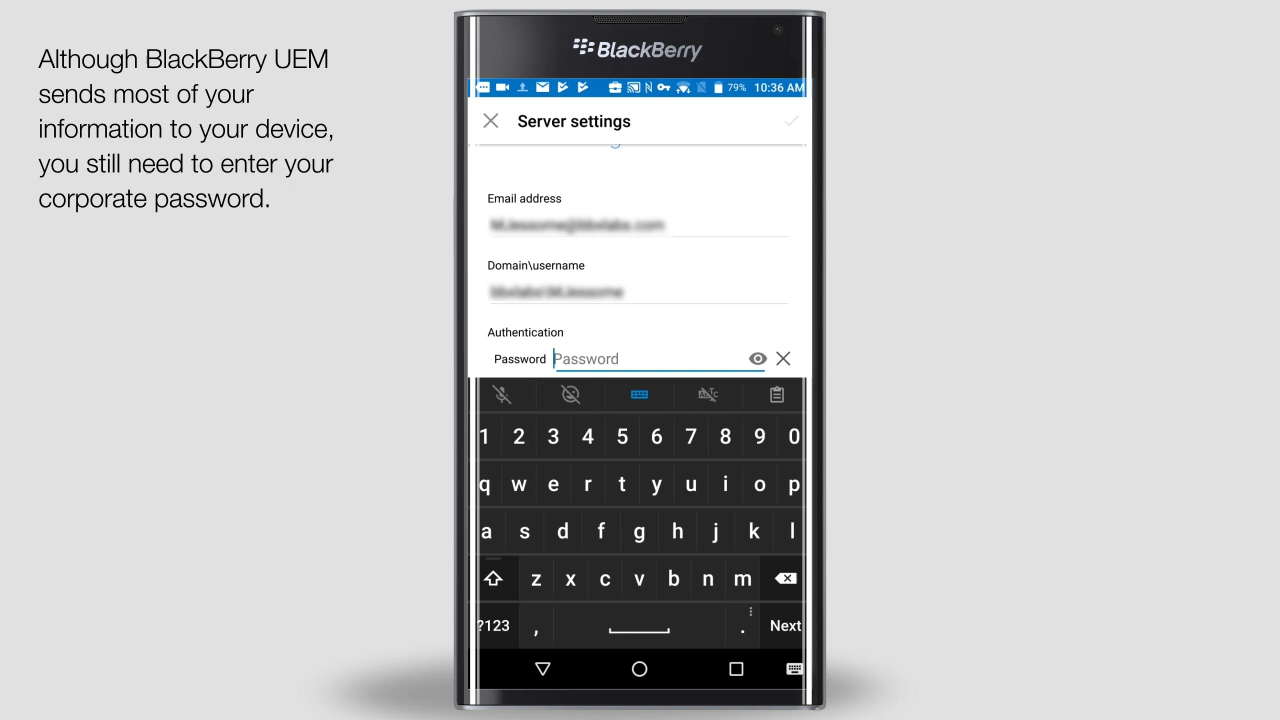 Although BlackBerry UEM
sends most of your
information to your device,
you still need to enter your
corporate password.
BlackBerry
79% 10:36 AM
Server settings
Email address
Domain\username
Authentication
Password Password
1 2 3 4 5 6 7 8 9 0
q w e r t y u i o p
a s d f g h j k l
z x c v b n m
?123 , . Next